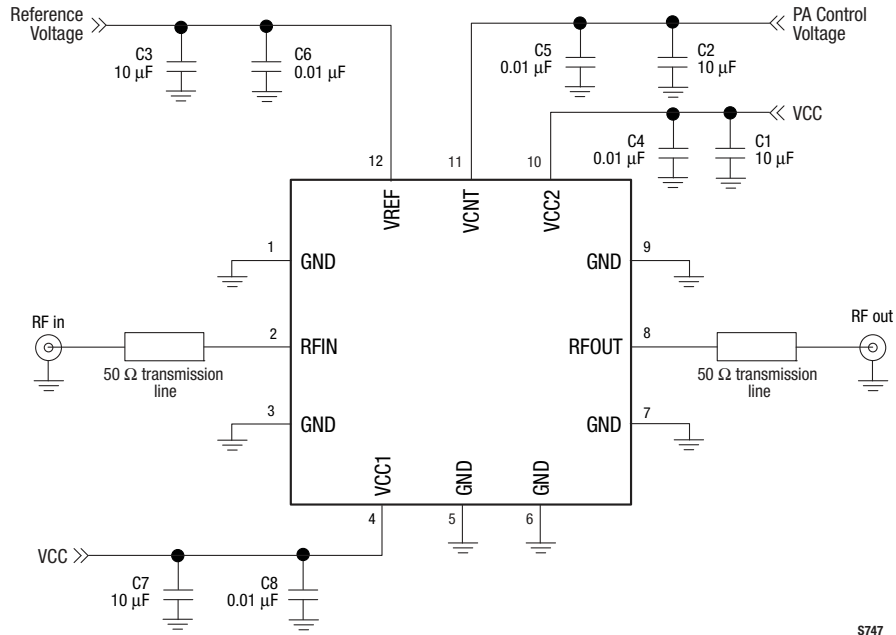 Reference
Voltage
C3
10 μF
C6
0.01 μF
C5
0.01 μF
C2
10 μF
PA Control
Voltage
VCC
C4
0.01 μF
C1
10 μF
12
11
10
VREF
VCNT
VCC2
1
GND
GND
9
RF in
2
RFIN
RFOUT
8
RF out
50 Ω transmission
line
50 Ω transmission
line
3
GND
GND
7
VCC1
GND
GND
4
5
6
VCC
C7
10 μF
C8
0.01 μF
S747